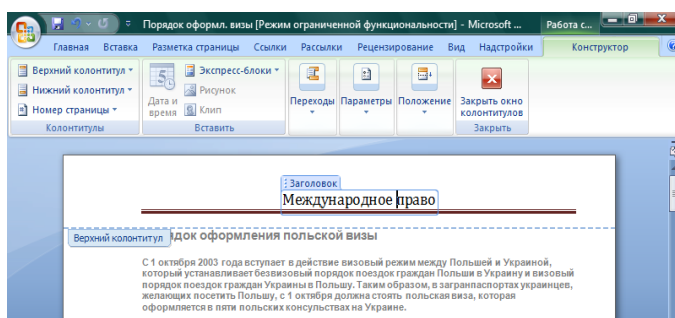 Порядок оформл. визы [Режим ограниченной функциональности] - Microsoft ...
Работа с...
Главная Вставка Разметка страницы Ссылки Рассылки Рецензирование Вид Надстройки Конструктор
Верхний колонтитул
Нижний колонтитул
Номер страницы
Колонтитулы
Дата и время
Экспресс-блоки
Рисунок
Клип
Вставить
Переходы
Параметры
Положение
Закрыть окно колонтитулов
Закрыть
Заголовок
Международное право
Верхний колонтитул
ядок оформления польской визы
С 1 октября 2003 года вступает в действие визовый режим между Польшей и Украиной,
который устанавливает безвизовый порядок поездок граждан Польши в Украину и визовый
порядок поездок граждан Украины в Польшу. Таким образом, в загранпаспортах украинцев,
желающих посетить Польшу, с 1 октября должна стоять польская виза, которая
оформляется в пяти польских консульствах на Украине.